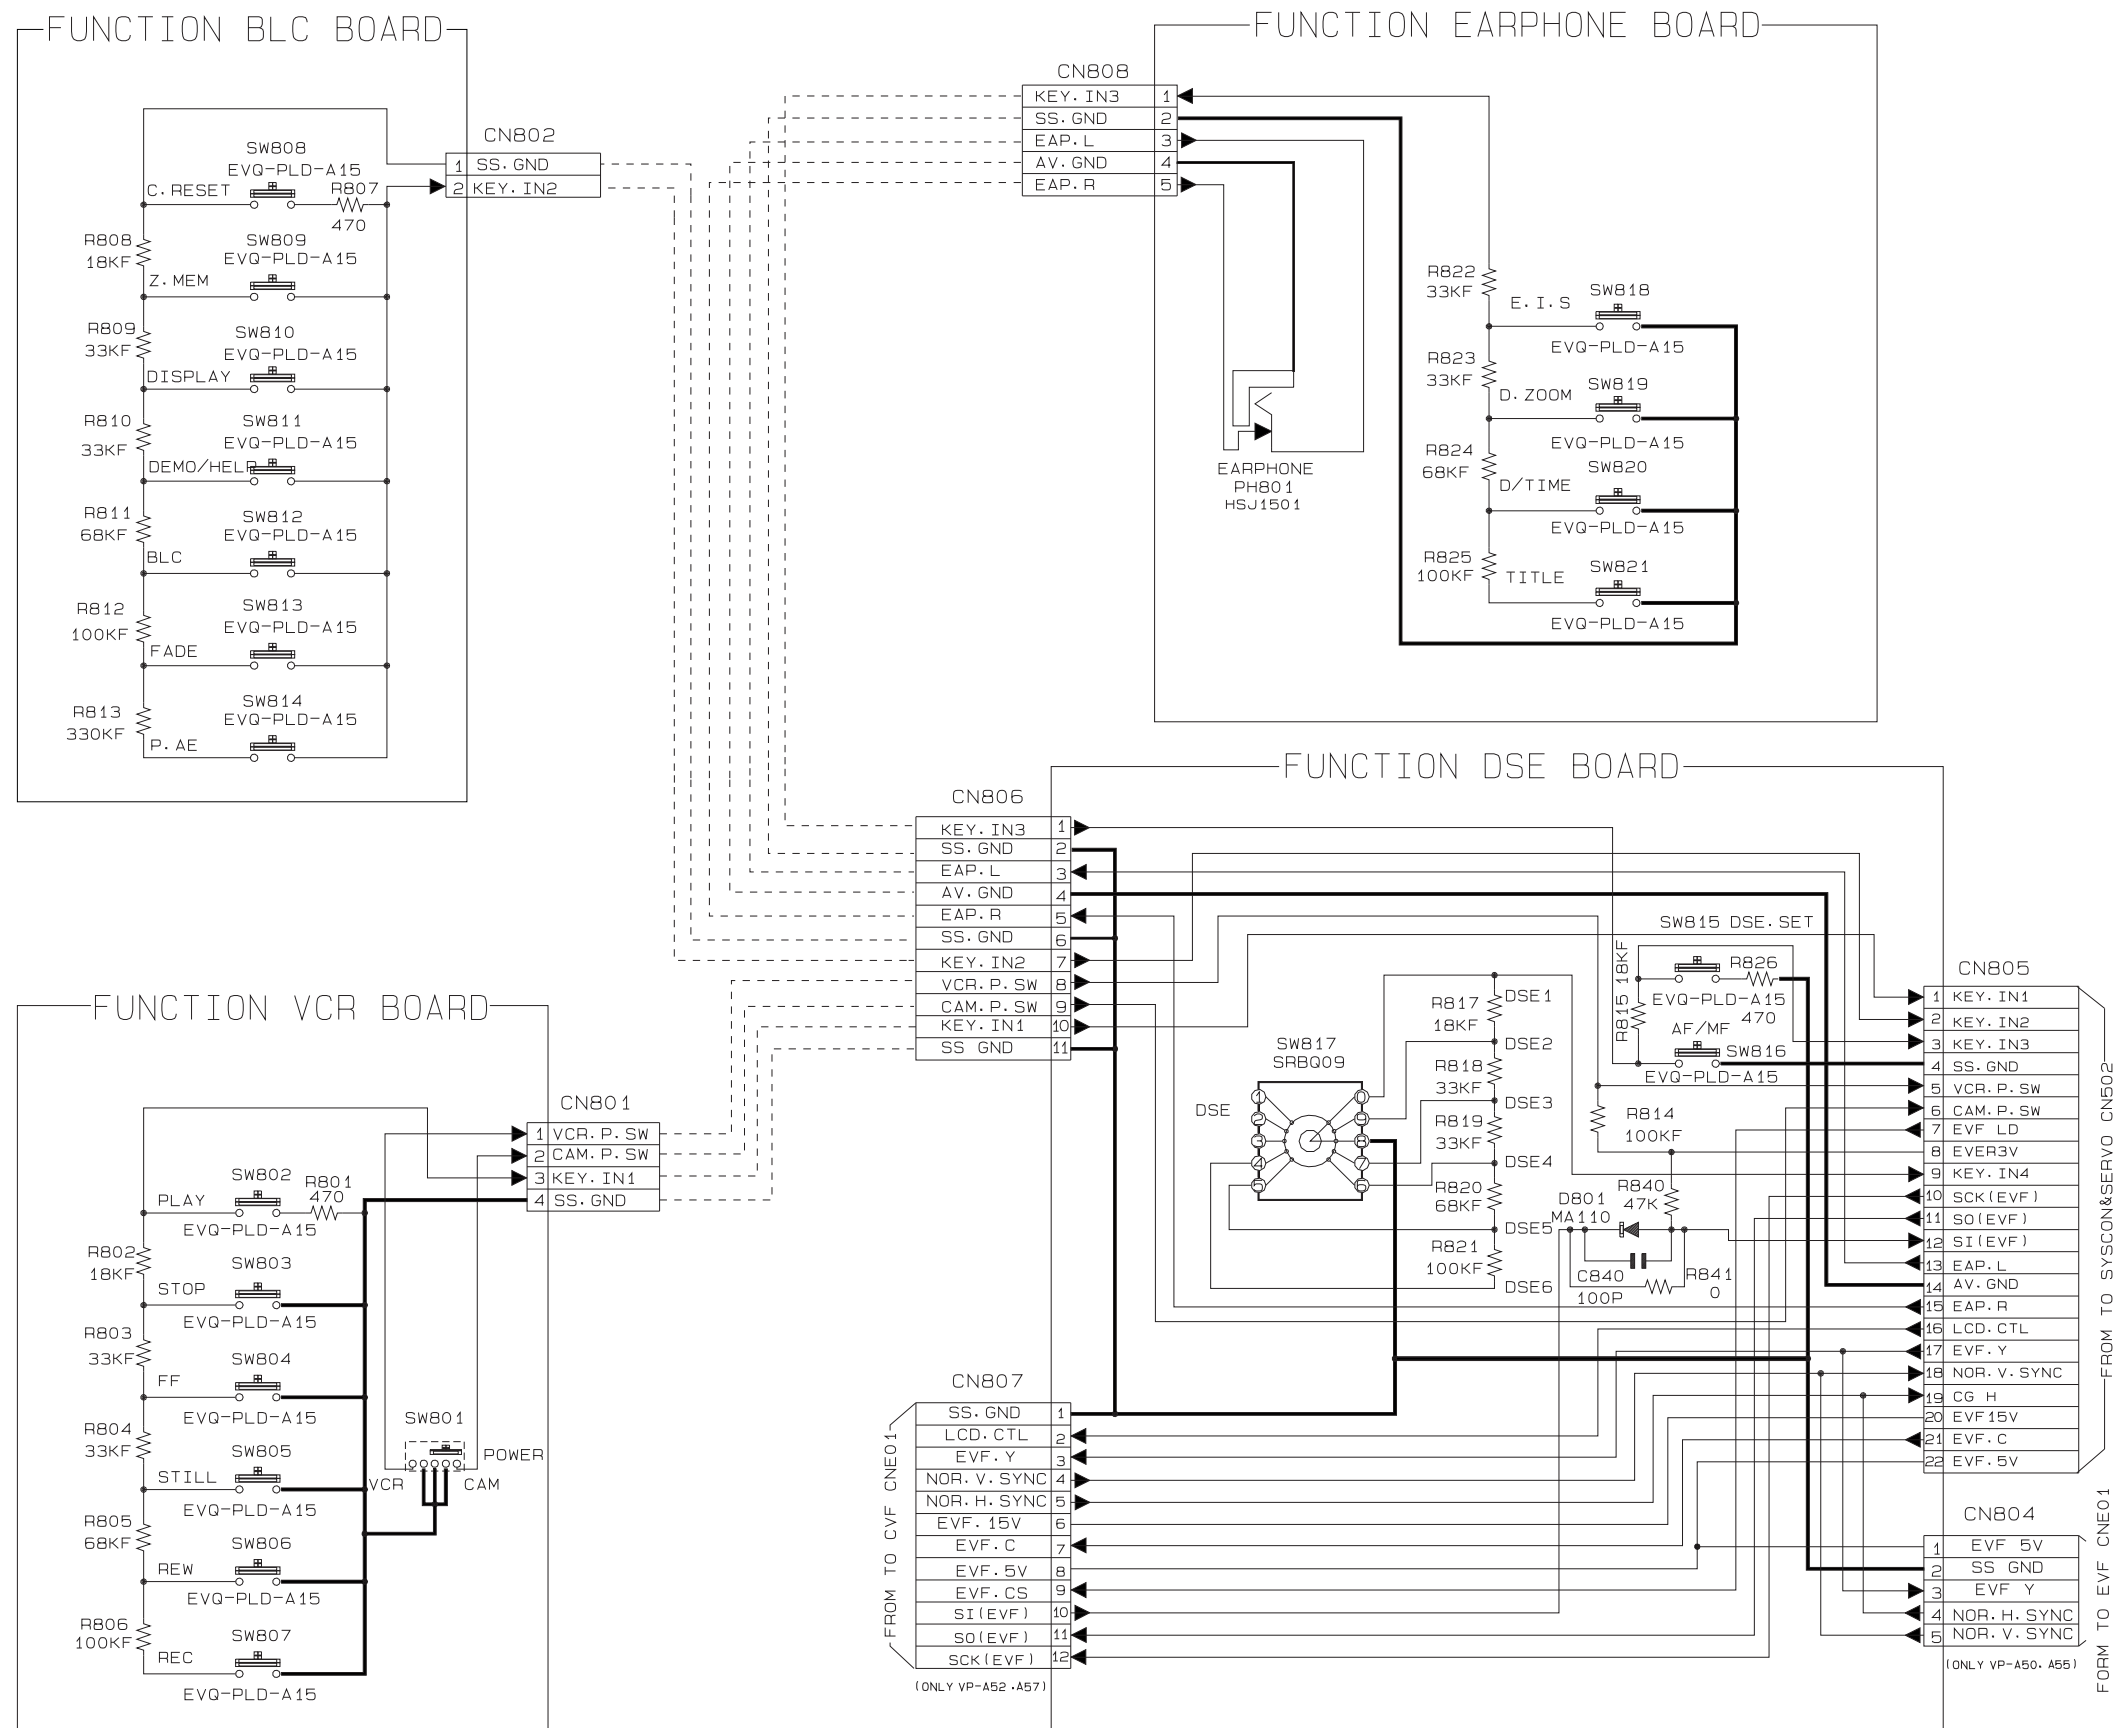 FUNCTION BLC BOARD
SW808
EVQ-PLD-A15
C.RESET
R807
470
R808
18KF
SW809
EVQ-PLD-A15
Z.MEM
R809
33KF
SW810
EVQ-PLD-A15
DISPLAY
R810
33KF
SW811
EVQ-PLD-A15
DEMO/HELP
R811
68KF
SW812
EVQ-PLD-A15
BLC
R812
100KF
SW813
EVQ-PLD-A15
FADE
R813
330KF
SW814
EVQ-PLD-A15
P.AE
CN802
1 SS.GND
2 KEY.IN2
FUNCTION EARPHONE BOARD
CN808
KEY.IN3 1
SS.GND 2
EAP.L 3
AV.GND 4
EAP.R 5
EARPHONE
PH801
HSJ1501
R822
33KF
E.I.S
SW818
EVQ-PLD-A15
R823
33KF
D.ZOOM
SW819
EVQ-PLD-A15
R824
68KF
D/TIME
SW820
EVQ-PLD-A15
R825
100KF
TITLE
SW821
EVQ-PLD-A15
FUNCTION VCR BOARD
CN801
1 VCR.P.SW
2 CAM.P.SW
3 KEY.IN1
4 SS.GND
PLAY
SW802
R801
470
EVQ-PLD-A15
R802
18KF
STOP
SW803
EVQ-PLD-A15
R803
33KF
FF
SW804
EVQ-PLD-A15
R804
33KF
STILL
SW805
EVQ-PLD-A15
R805
68KF
REW
SW806
EVQ-PLD-A15
R806
100KF
REC
SW807
EVQ-PLD-A15
SW801
POWER
VCR
CAM
FUNCTION DSE BOARD
CN806
KEY.IN3 1
SS.GND 2
EAP.L 3
AV.GND 4
EAP.R 5
SS.GND 6
KEY.IN2 7
VCR.P.SW 8
CAM.P.SW 9
KEY.IN1 10
SS GND 11
DSE
SW817
SRBQ09
1
2
3
4
5
0
9
8
7
6
R817
18KF
R818
33KF
R819
33KF
R820
68KF
R821
100KF
DSE1
DSE2
DSE3
DSE4
DSE5
DSE6
SW815 DSE.SET
R815 18KF
R826
EVQ-PLD-A15
470
AF/MF
SW816
EVQ-PLD-A15
R814
100KF
R840
47K
D801
MA110
C840
100P
R841
0
CN805
1 KEY.IN1
2 KEY.IN2
3 KEY.IN3
4 SS.GND
5 VCR.P.SW
6 CAM.P.SW
7 EVF LD
8 EVER3V
9 KEY.IN4
10 SCK(EVF)
11 SO(EVF)
12 SI(EVF)
13 EAP.L
14 AV.GND
15 EAP.R
16 LCD.CTL
17 EVF.Y
18 NOR.V.SYNC
19 CG H
20 EVF15V
21 EVF.C
22 EVF.5V
FROM TO SYSCON&SERVO CN502
CN807
SS.GND 1
LCD.CTL 2
EVF.Y 3
NOR.V.SYNC 4
NOR.H.SYNC 5
EVF.15V 6
EVF.C 7
EVF.5V 8
EVF.CS 9
SI(EVF) 10
SO(EVF) 11
SCK(EVF) 12
FROM TO CVF CNE01
(ONLY VP-A52.A57)
CN804
1 EVF 5V
2 SS GND
3 EVF Y
4 NOR.H.SYNC
5 NOR.V.SYNC
(ONLY VP-A50.A55)
FORM TO EVF CNE01